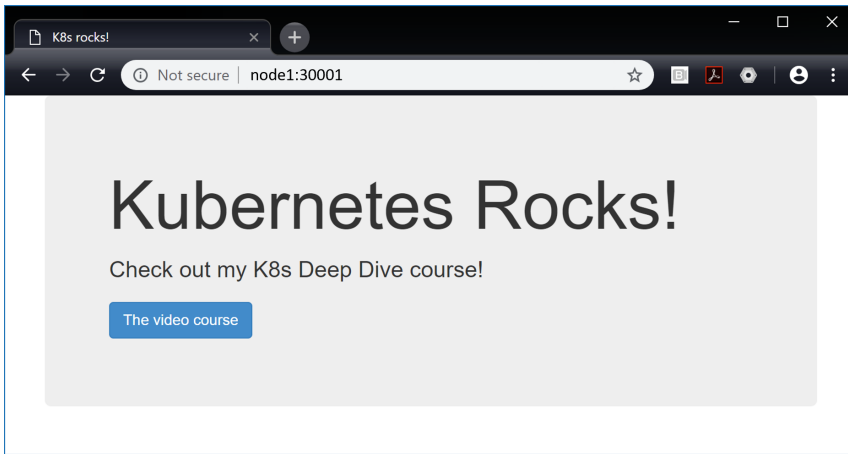 K8s rocks!
Not secure node1:30001
Kubernetes Rocks!
Check out my K8s Deep Dive course!
The video course